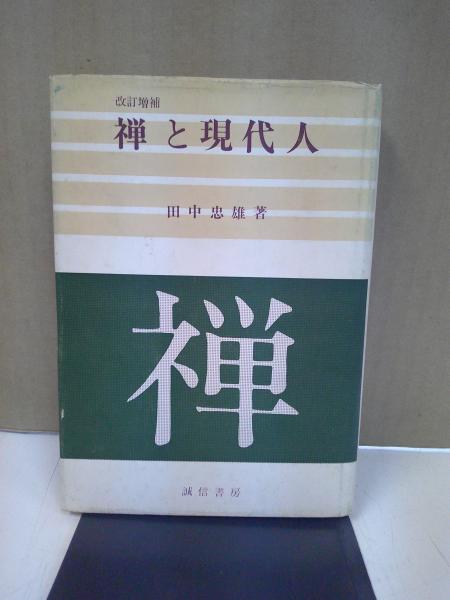 改訂増補
禅と現代人
田中忠雄著
禅
誠信書房